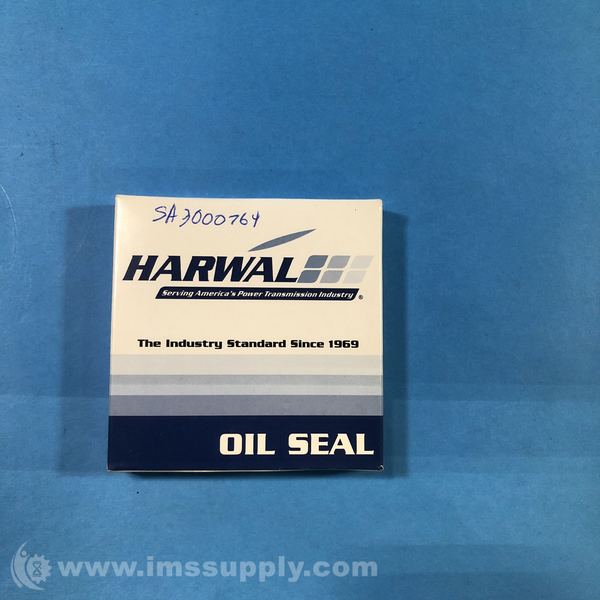 SA3000764
HARWAL
Serving America's Power Transmission Industry ®
The Industry Standard Since 1969
OIL SEAL
www.imssupply.com